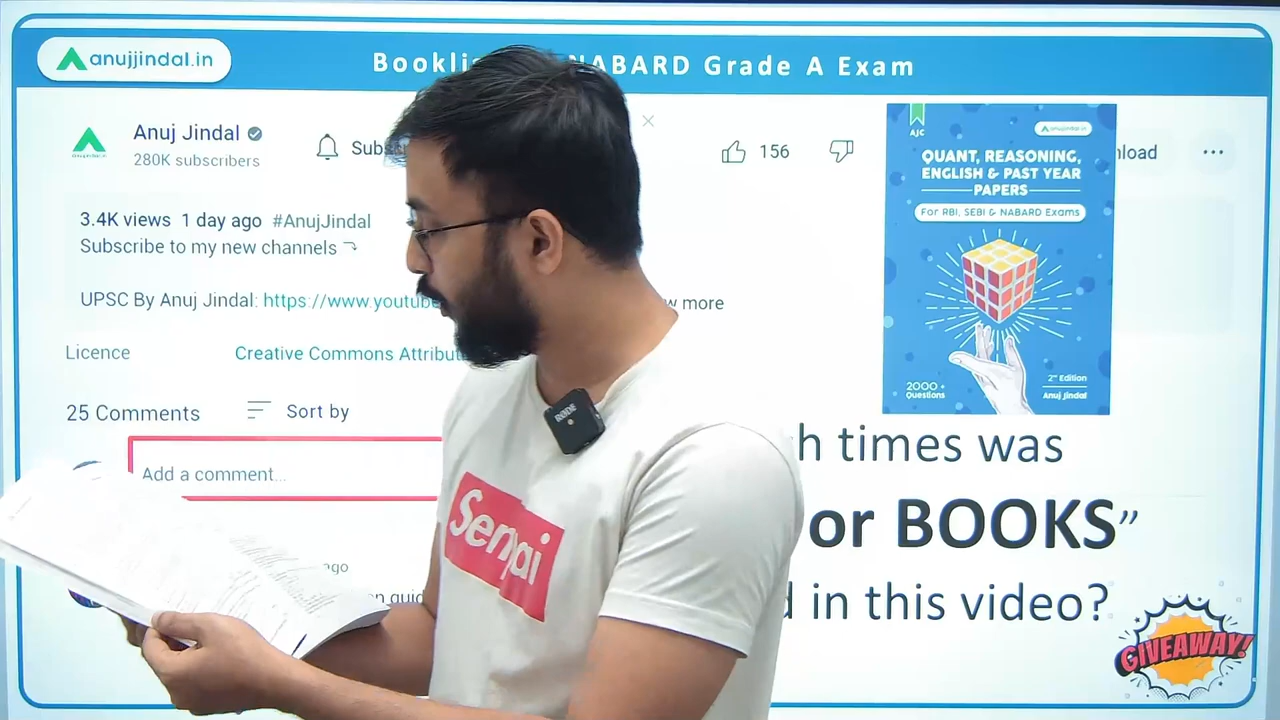 anujjindal.in
Bookli NABARD Grade A Exam
Anuj Jindal
280K subscribers
Subs
156
nload
3.4K views 1 day ago #AnujJindal
Subscribe to my new channels
UPSC By Anuj Jindal: https://www.youtube
w more
Licence
Creative Commons Attribut
25 Comments
Sort by
Add a comment...
ago
n guid
AJC
anujjindal.in
QUANT, REASONING,
ENGLISH & PAST YEAR
PAPERS
For RBI, SEBI & NABARD Exams
2000+
Questions
2nd Edition
Anuj Jindal
h times was
or BOOKS”
d in this video?
GIVEAWAY!
RØDE
Senpai